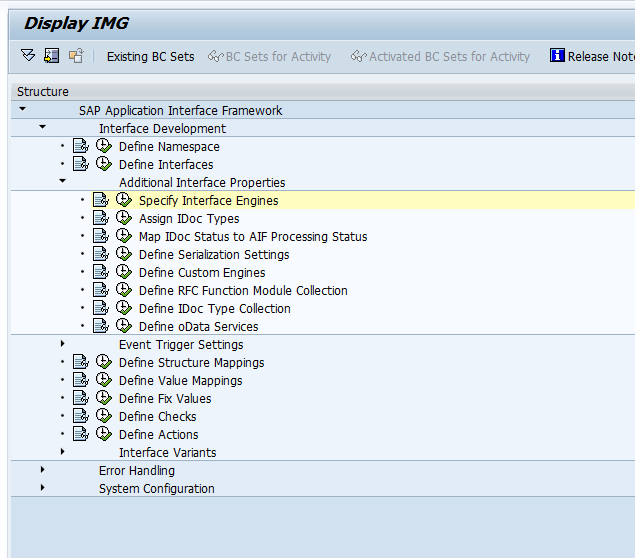 Display IMG
Existing BC Sets BC Sets for Activity Activated BC Sets for Activity Release Not
Structure
SAP Application Interface Framework
Interface Development
Define Namespace
Define Interfaces
Additional Interface Properties
Specify Interface Engines
Assign IDoc Types
Map IDoc Status to AIF Processing Status
Define Serialization Settings
Define Custom Engines
Define RFC Function Module Collection
Define IDoc Type Collection
Define oData Services
Event Trigger Settings
Define Structure Mappings
Define Value Mappings
Define Fix Values
Define Checks
Define Actions
Interface Variants
Error Handling
System Configuration